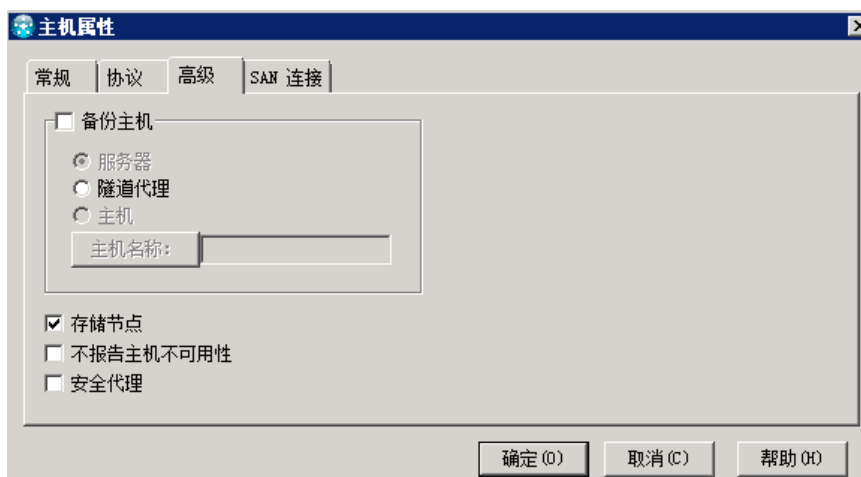 主机属性
常规 协议 高级 SAN 连接
备份主机
服务器
隧道代理
主机
主机名称:
存储节点
不报告主机不可用性
安全代理
确定(O) 取消(C) 帮助(H)